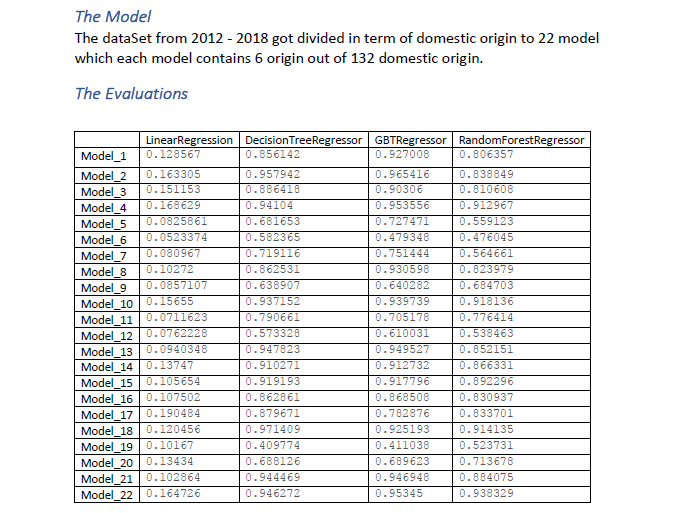 The Model
The dataSet from 2012 - 2018 got divided in term of domestic origin to 22 model
which each model contains 6 origin out of 132 domestic origin.
The Evaluations
LinearRegression DecisionTreeRegressor GBTRegressor RandomForestRegressor
Model_1 0.128567 0.856142 0.927008 0.806357
Model_2 0.163305 0.957942 0.965416 0.838849
Model_3 0.151153 0.886418 0.90306 0.810608
Model_4 0.168629 0.94104 0.953556 0.912967
Model_5 0.0825861 0.681653 0.727471 0.559123
Model_6 0.0523374 0.582365 0.479348 0.476045
Model_7 0.080967 0.719116 0.751444 0.564661
Model_8 0.10272 0.862531 0.930598 0.823979
Model_9 0.0857107 0.638907 0.640282 0.684703
Model_10 0.15655 0.937152 0.939739 0.918136
Model_11 0.0711623 0.790661 0.705178 0.776414
Model_12 0.0762228 0.573328 0.610031 0.538463
Model_13 0.0940348 0.947823 0.949527 0.852151
Model_14 0.13747 0.910271 0.912732 0.866331
Model_15 0.105654 0.919193 0.917796 0.892296
Model_16 0.107502 0.862861 0.868508 0.830937
Model_17 0.190484 0.879671 0.782876 0.833701
Model_18 0.120456 0.971409 0.925193 0.914135
Model_19 0.10167 0.409774 0.411038 0.523731
Model_20 0.13434 0.688126 0.689623 0.713678
Model_21 0.102864 0.944469 0.946948 0.884075
Model_22 0.164726 0.946272 0.95345 0.938329